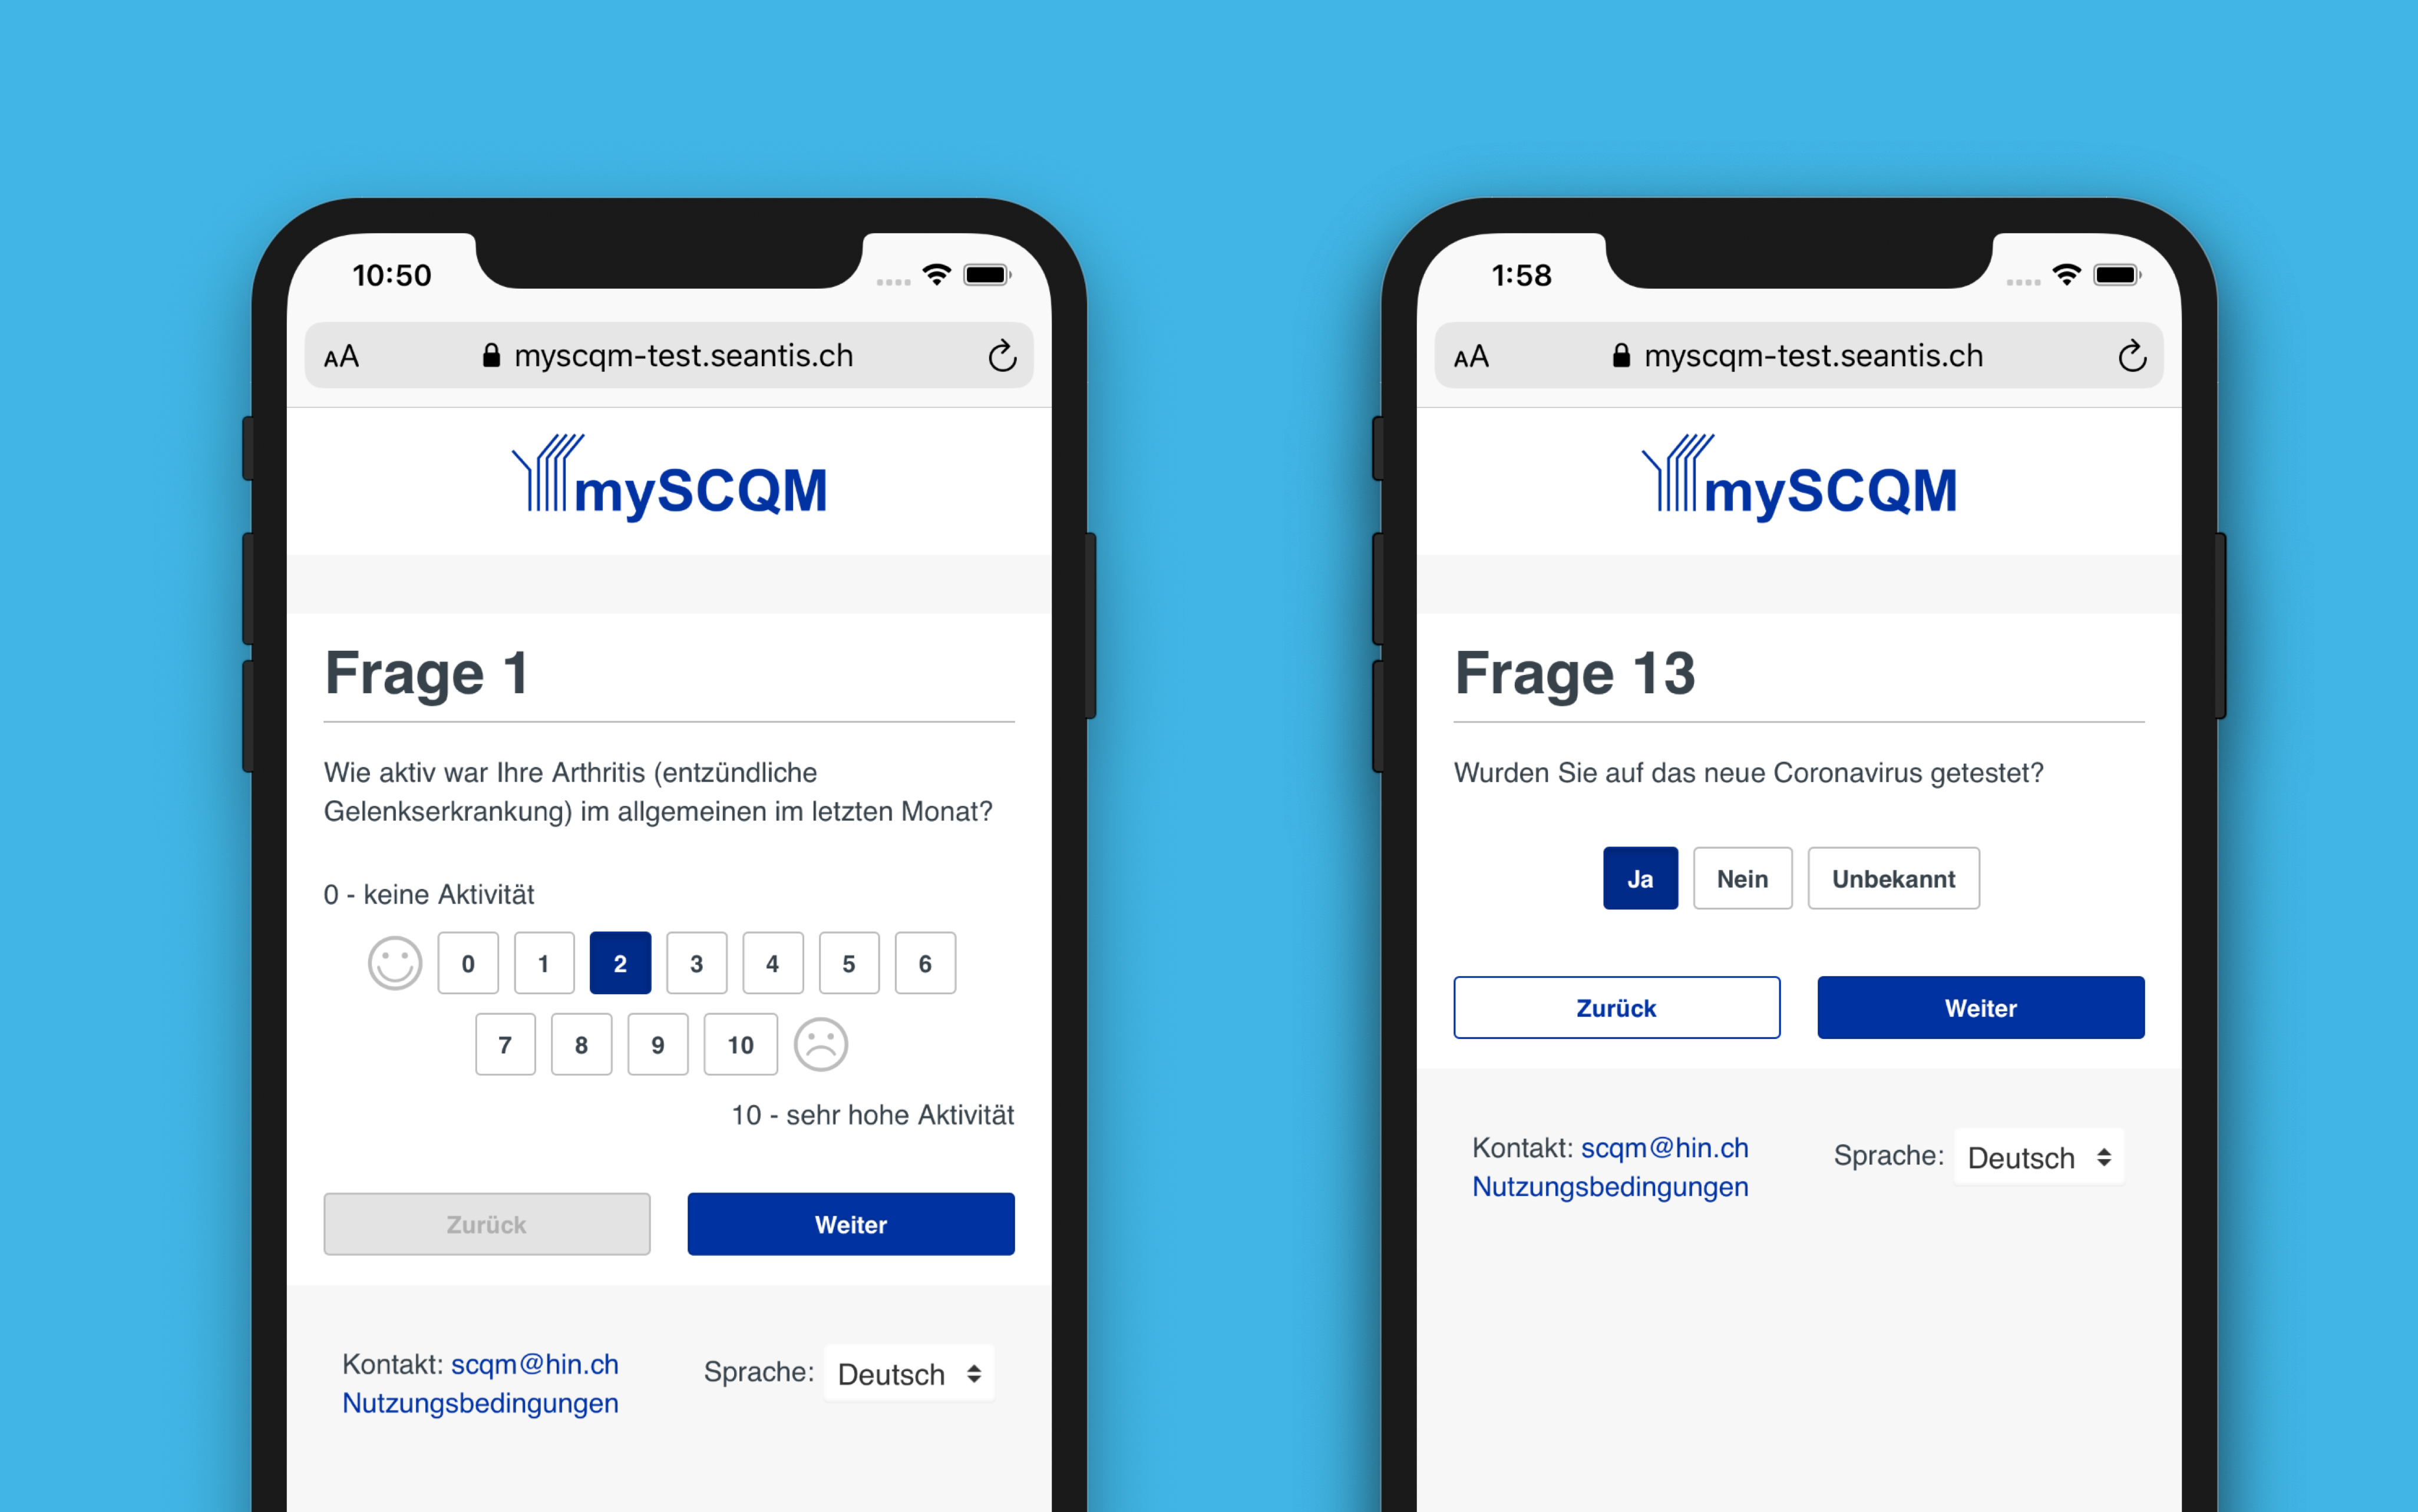 10:50
AA myscqm-test.seantis.ch
mySCQM
Frage 1
Wie aktiv war Ihre Arthritis (entzündliche
Gelenkserkrankung) im allgemeinen im letzten Monat?
0 - keine Aktivität
0 1 2 3 4 5 6
7 8 9 10
10 - sehr hohe Aktivität
Zurück Weiter
Kontakt: scqm@hin.ch
Nutzungsbedingungen
Sprache: Deutsch
1:58
AA myscqm-test.seantis.ch
mySCQM
Frage 13
Wurden Sie auf das neue Coronavirus getestet?
Ja Nein Unbekannt
Zurück Weiter
Kontakt: scqm@hin.ch
Nutzungsbedingungen
Sprache: Deutsch